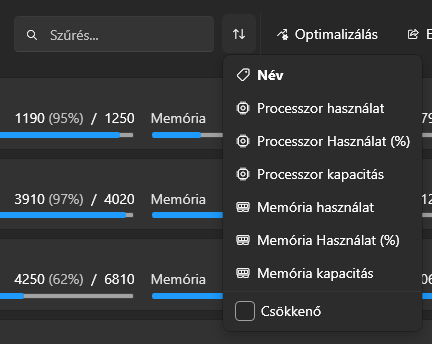 Szűrés...
Optimalizálás
Név
Processzor használat
Processzor Használat (%)
Processzor kapacitás
Memória használat
Memória Használat (%)
Memória kapacitás
Csökkenő
1190 (95%) / 1250 Memória
3910 (97%) / 4020 Memória
4250 (62%) / 6810 Memória